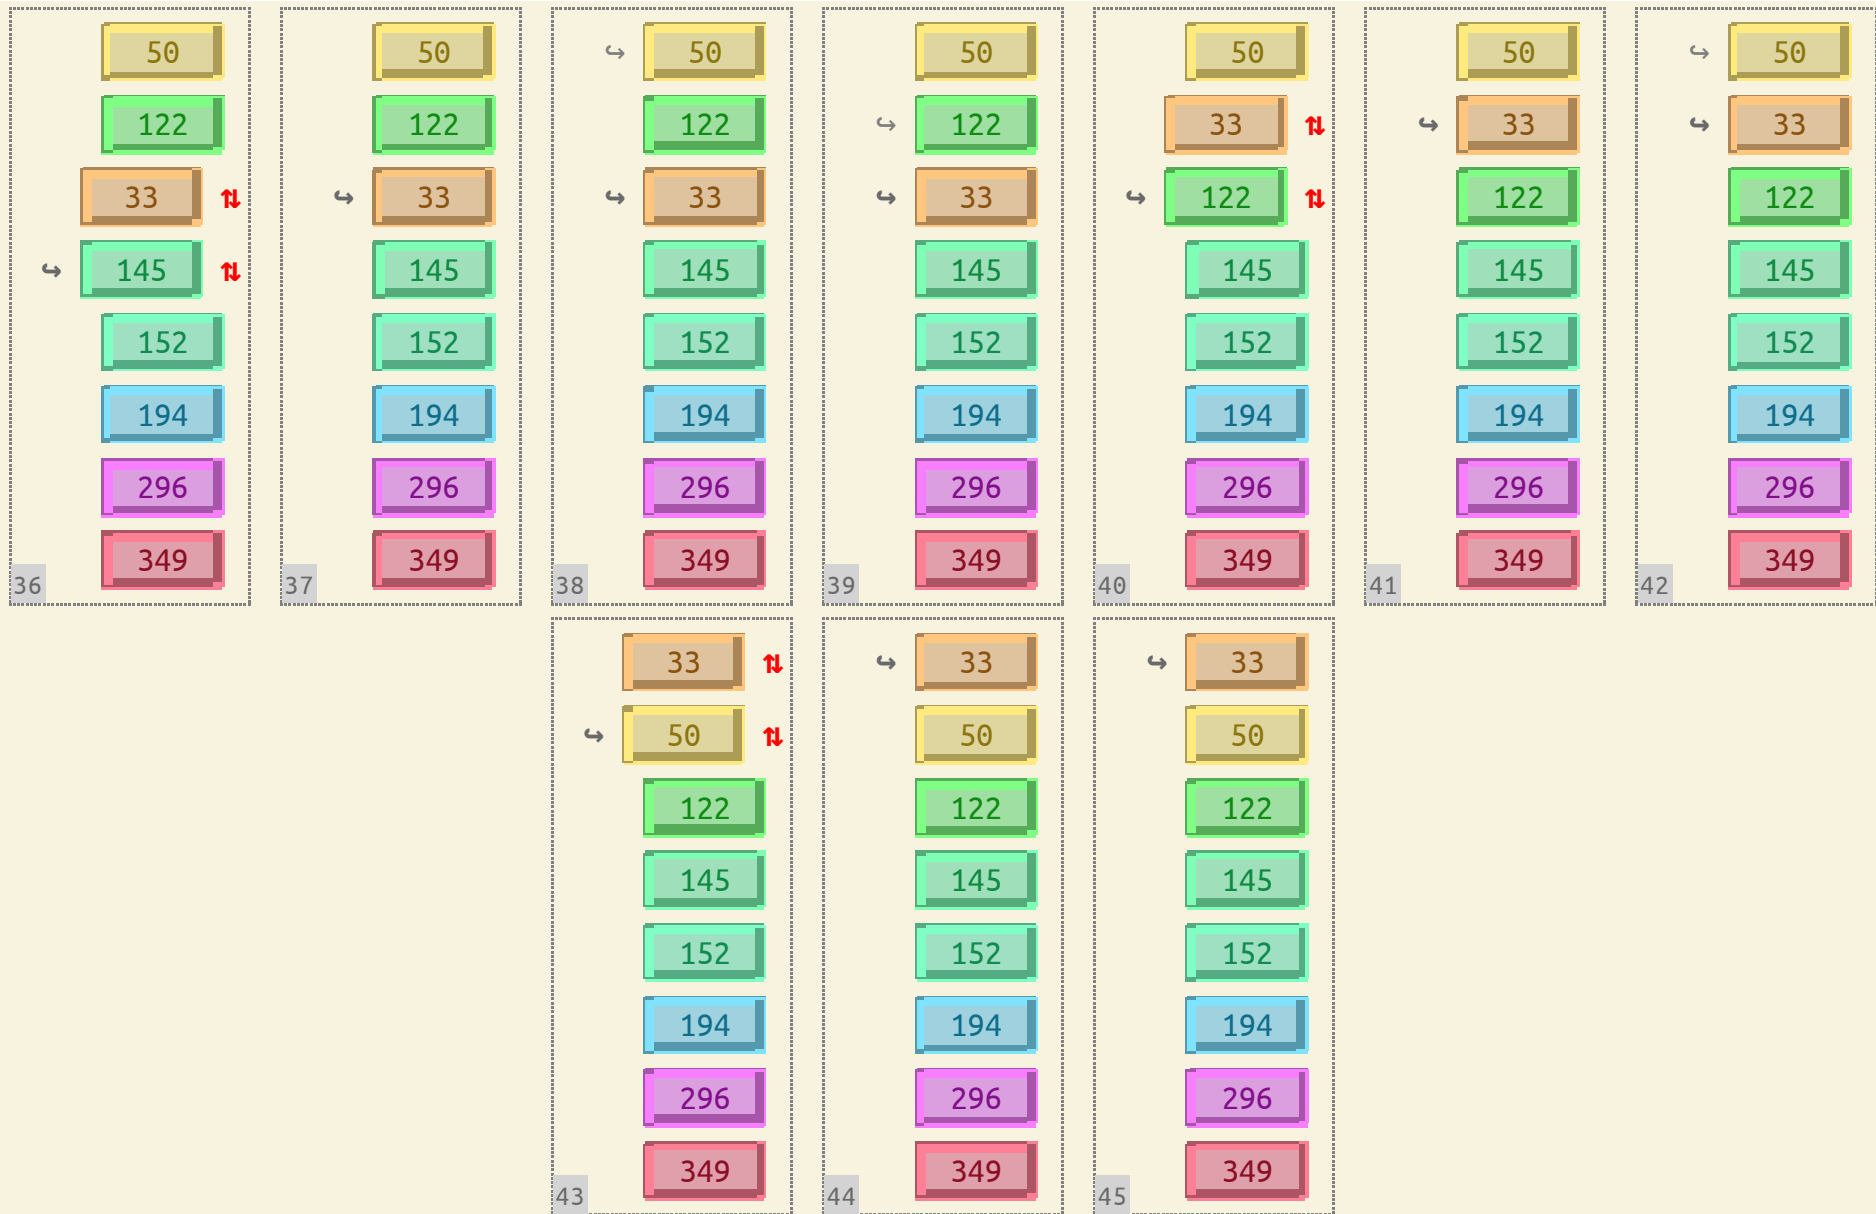 50 50 ↪ 50 50 50 50 ↪ 50
122 122 122 ↪ 122 33 ⇅ ↪ 33 ↪ 33
33 ⇅ ↪ 33 ↪ 33 ↪ 33 ↪ 122 ⇅ 122 122
↪ 145 ⇅ 145 145 145 145 145 145
152 152 152 152 152 152 152
194 194 194 194 194 194 194
296 296 296 296 296 296 296
349 349 349 349 349 349 349
36 37 38 39 40 41 42
33 ⇅ ↪ 33 ↪ 33
↪ 50 ⇅ 50 50
122 122 122
145 145 145
152 152 152
194 194 194
296 296 296
349 349 349
43 44 45